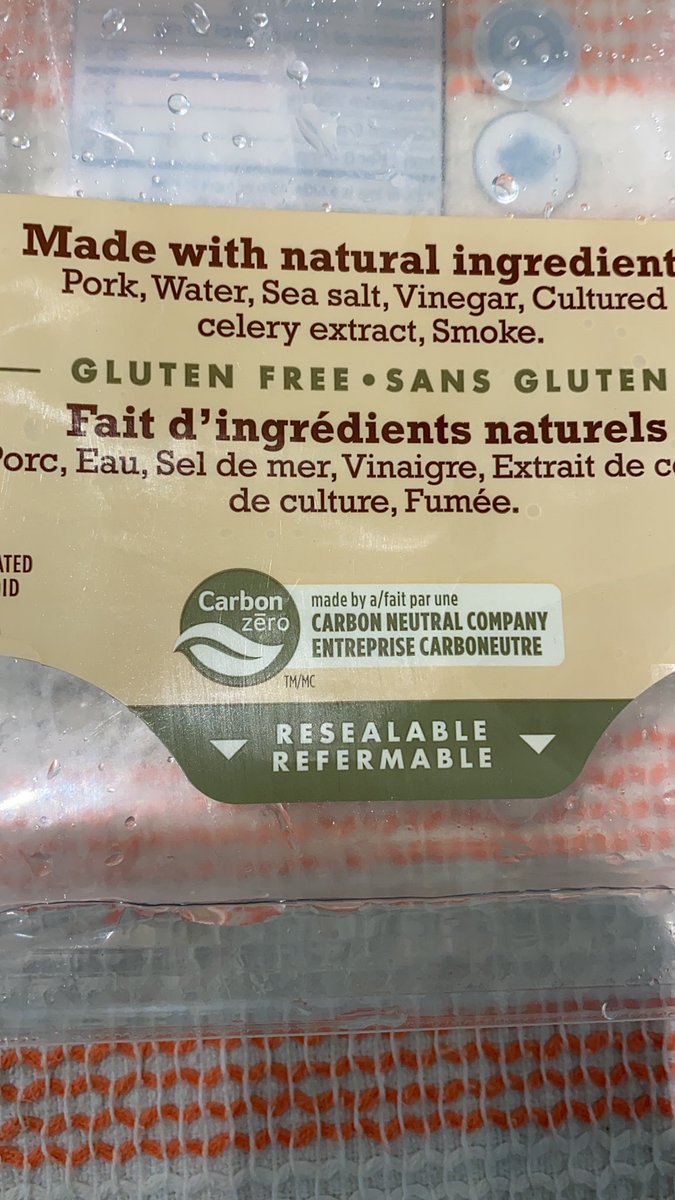 Made with natural ingredient
Pork, Water, Sea salt, Vinegar, Cultured
celery extract, Smoke.
GLUTEN FREE • SANS GLUTEN
Fait d'ingrédients naturels
Porc, Eau, Sel de mer, Vinaigre, Extrait de
de culture, Fumée.
ATED
ID
Carbon
zērō
made by a/fait par une
CARBON NEUTRAL COMPANY
ENTREPRISE CARBONEUTRE
TM/MC
RESEALABLE
REFERMABLE